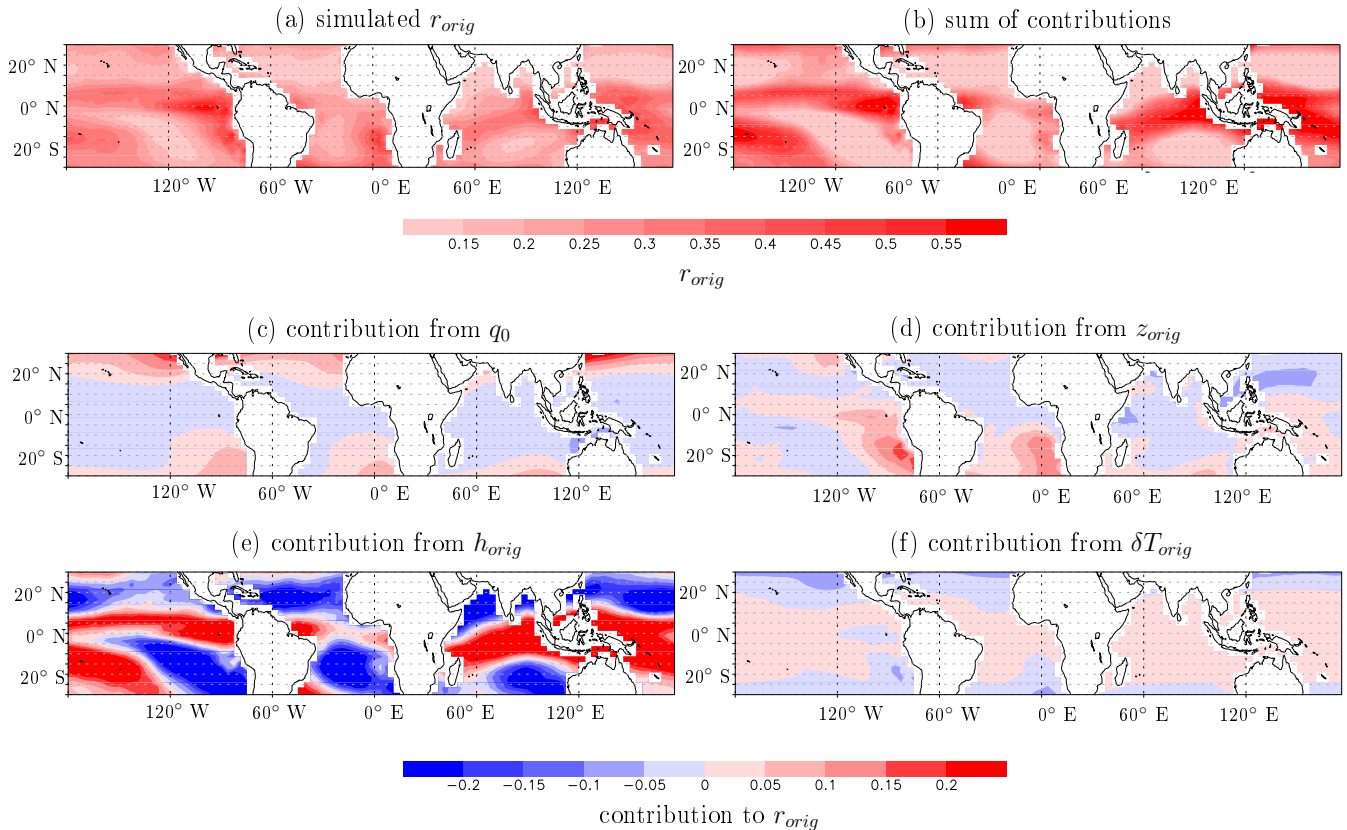 (a) simulated r_orig
(b) sum of contributions
20° N
0° N
20° S
120° W 60° W 0° E 60° E 120° E
20° N
0° N
20° S
120° W 60° W 0° E 60° E 120° E
0.15 0.2 0.25 0.3 0.35 0.4 0.45 0.5 0.55
r_orig
(c) contribution from q_0
(d) contribution from z_orig
20° N
0° N
20° S
120° W 60° W 0° E 60° E 120° E
20° N
0° N
20° S
120° W 60° W 0° E 60° E 120° E
(e) contribution from h_orig
(f) contribution from δT_orig
20° N
0° N
20° S
120° W 60° W 0° E 60° E 120° E
20° N
0° N
20° S
120° W 60° W 0° E 60° E 120° E
−0.2 −0.15 −0.1 −0.05 0 0.05 0.1 0.15 0.2
contribution to r_orig